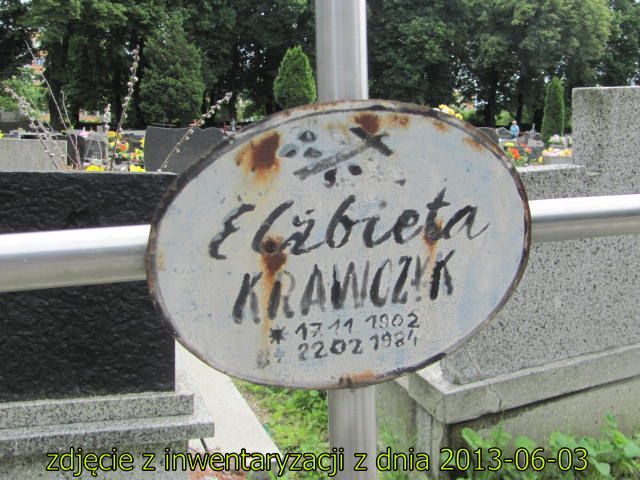 Elżbieta
KRAWCZYK
* 17 11 1902
22 02 1984
zdjęcie z inwentaryzacji z dnia 2013-06-03